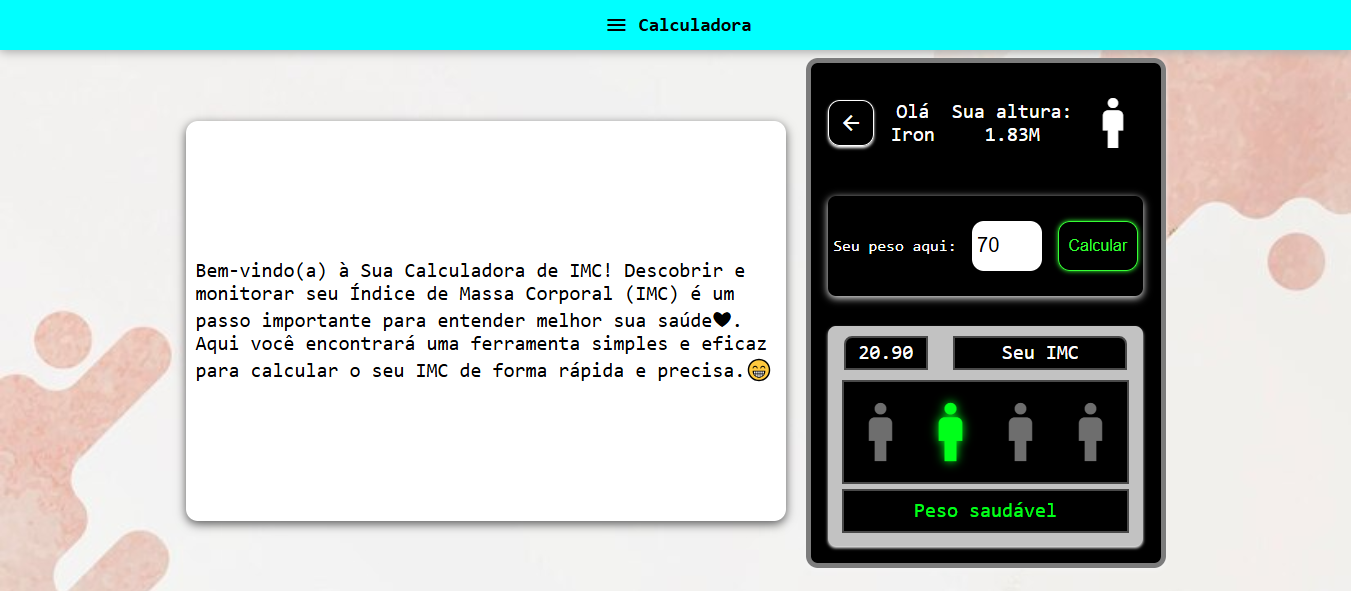 Calculadora
Bem-vindo(a) à Sua Calculadora de IMC! Descobrir e
monitorar seu Índice de Massa Corporal (IMC) é um
passo importante para entender melhor sua saúde🖤.
Aqui você encontrará uma ferramenta simples e eficaz
para calcular o seu IMC de forma rápida e precisa.😁
Olá
Iron
Sua altura:
1.83M
Seu peso aqui: 70 Calcular
20.90 Seu IMC
Peso saudável